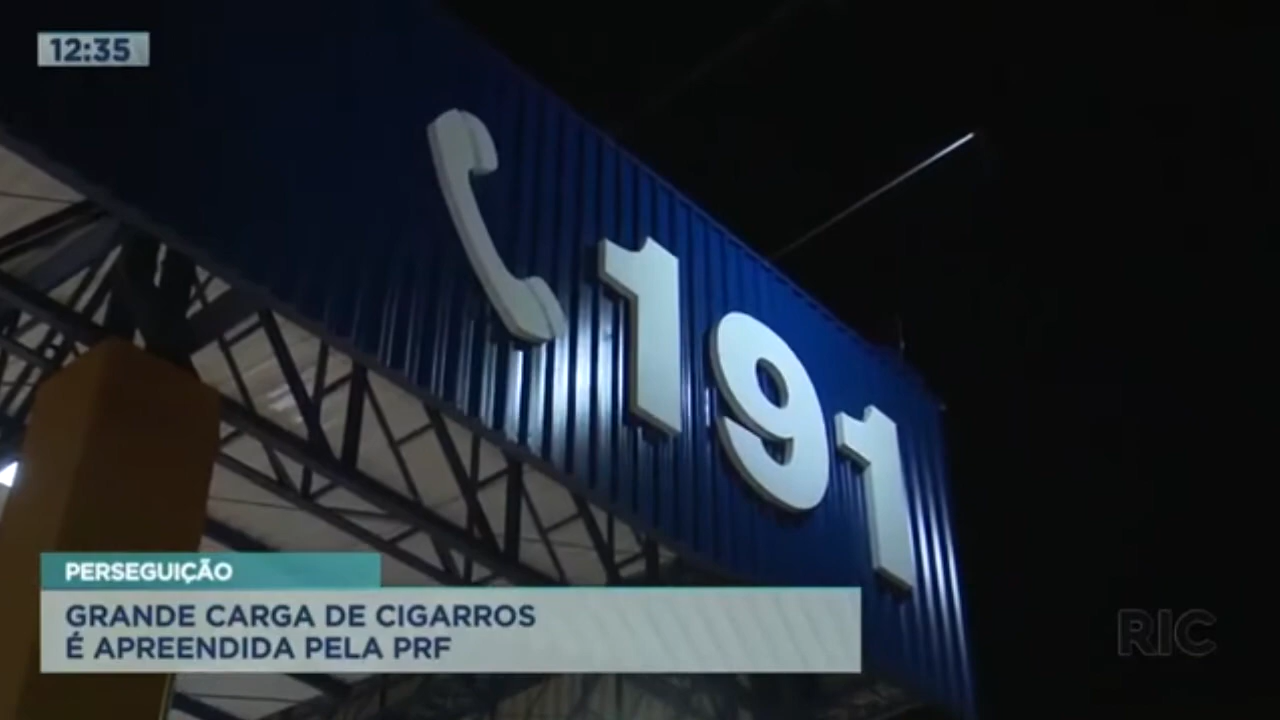 12:35
191
PERSEGUIÇÃO
GRANDE CARGA DE CIGARROS
É APREENDIDA PELA PRF
RIC